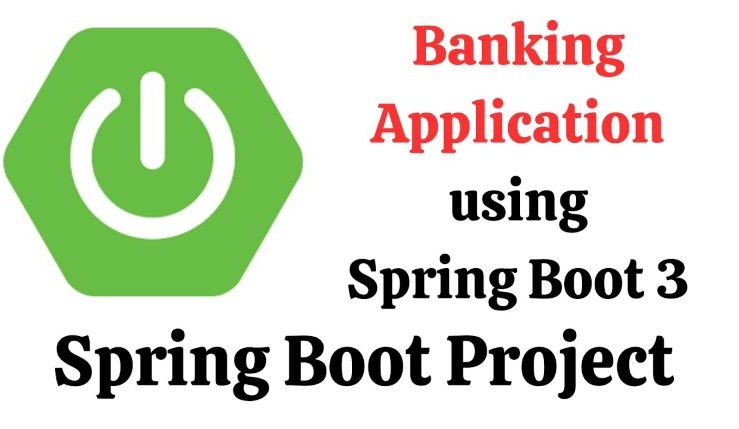 Banking
Application
using
Spring Boot 3
Spring Boot Project